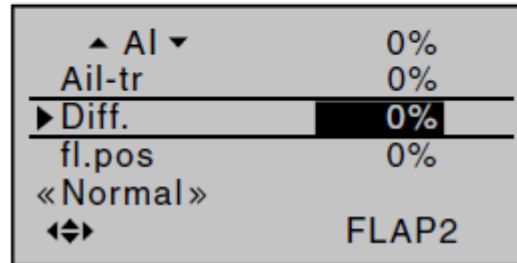 ▲ Al ▼ 0%
Ail-tr 0%
▶Diff. 0%
fl.pos 0%
«Normal»
FLAP2